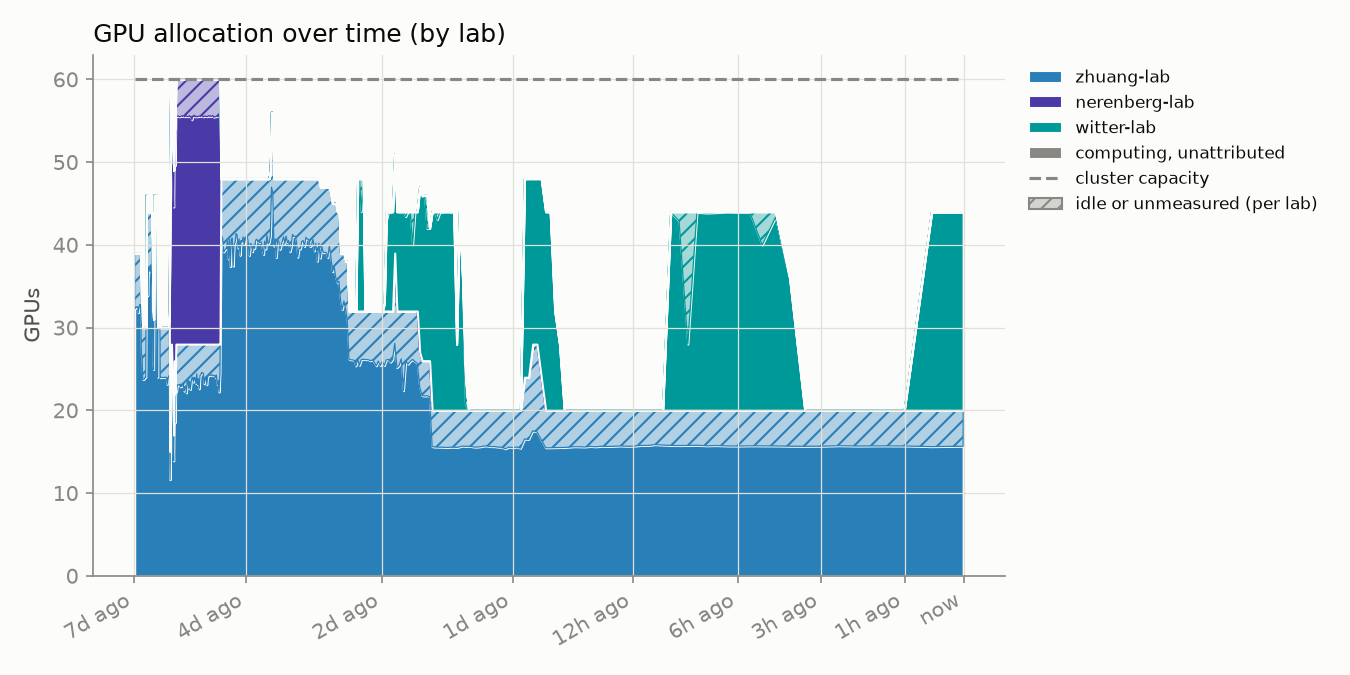 GPU allocation over time (by lab)
60
50
40
30
20
10
0
GPUs
7d ago
4d ago
2d ago
1d ago
12h ago
6h ago
3h ago
1h ago
now
zhuang-lab
nerenberg-lab
witter-lab
computing, unattributed
cluster capacity
idle or unmeasured (per lab)